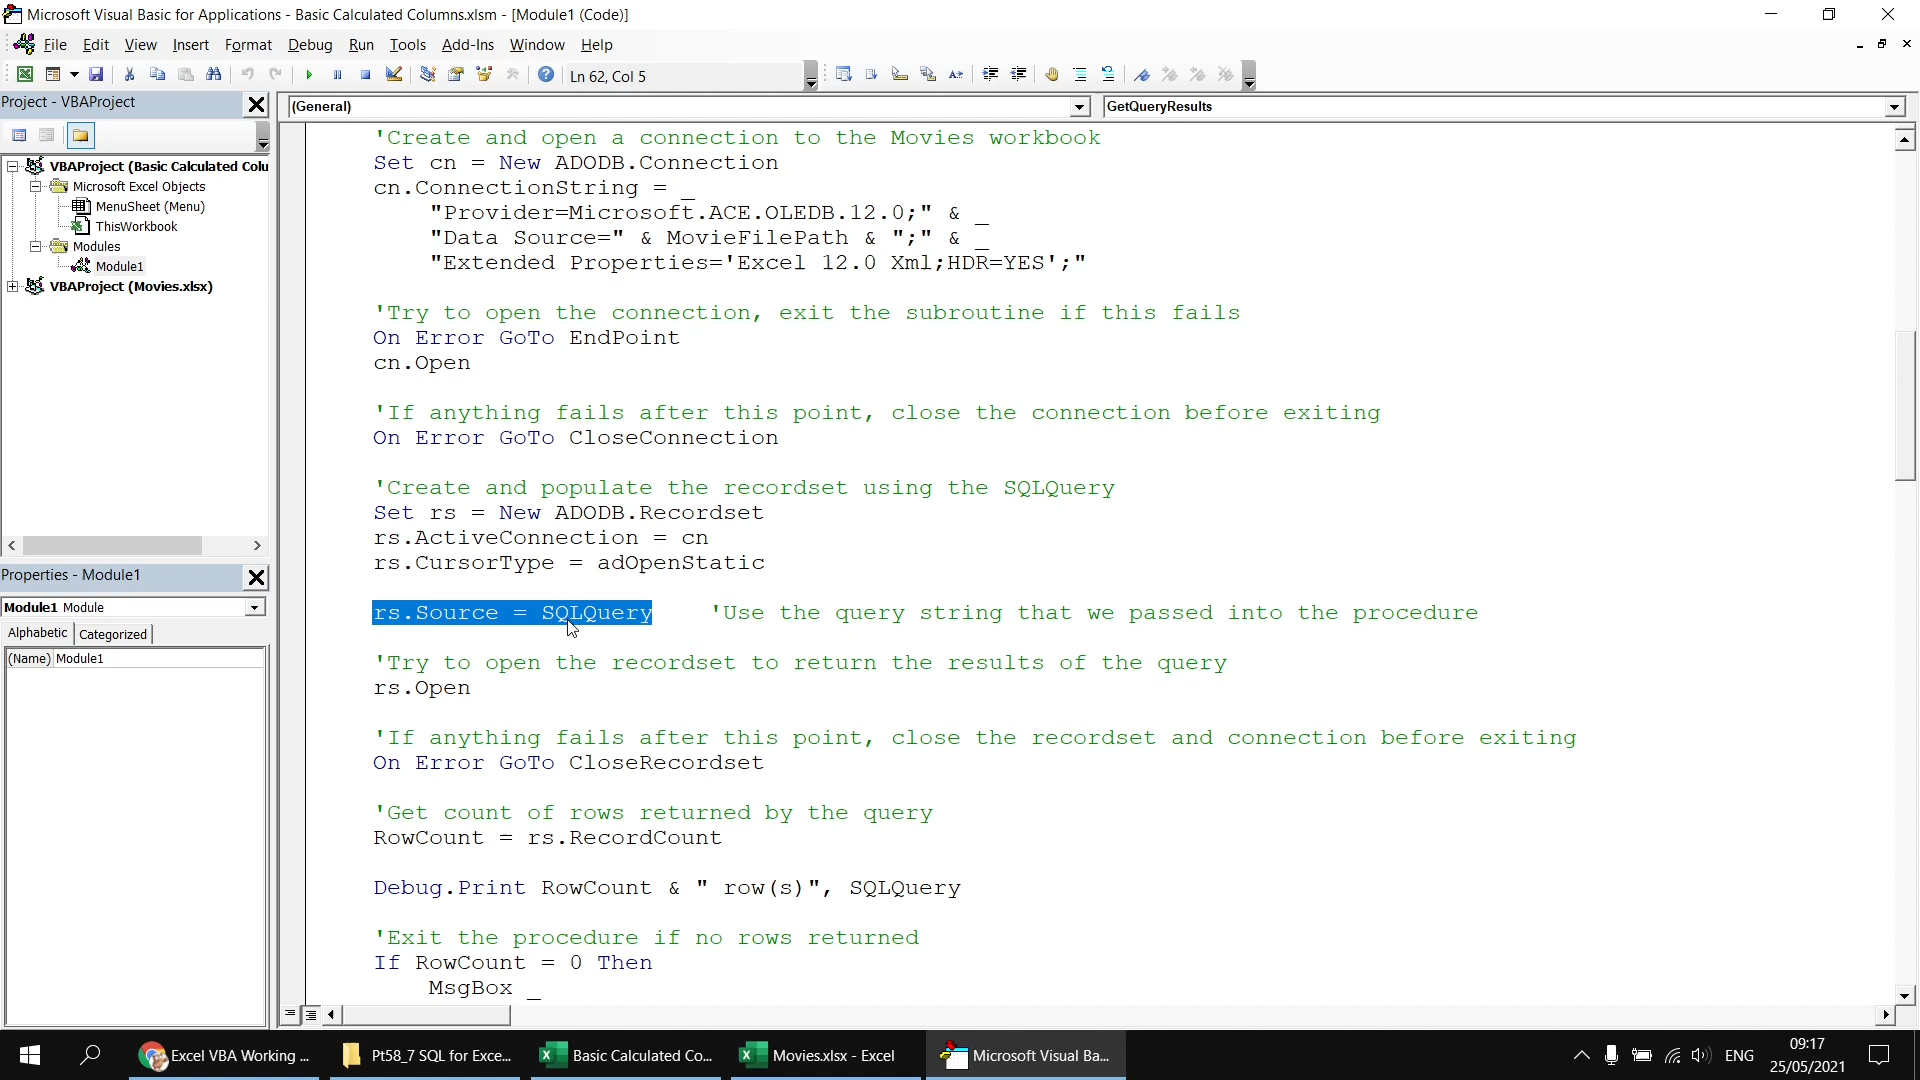 Microsoft Visual Basic for Applications - Basic Calculated Columns.xlsm - [Module1 (Code)]
File Edit View Insert Format Debug Run Tools Add-Ins Window Help
Ln 62, Col 5
Project - VBAProject
(General)
GetQueryResults
VBAProject (Basic Calculated Colu
Microsoft Excel Objects
MenuSheet (Menu)
ThisWorkbook
Modules
Module1
VBAProject (Movies.xlsx)
Properties - Module1
Module1 Module
Alphabetic Categorized
(Name) Module1
'Create and open a connection to the Movies workbook
Set cn = New ADODB.Connection
cn.ConnectionString = _
"Provider=Microsoft.ACE.OLEDB.12.0;" & _
"Data Source=" & MovieFilePath & ";" & _
"Extended Properties='Excel 12.0 Xml;HDR=YES';"
'Try to open the connection, exit the subroutine if this fails
On Error GoTo EndPoint
cn.Open
'If anything fails after this point, close the connection before exiting
On Error GoTo CloseConnection
'Create and populate the recordset using the SQLQuery
Set rs = New ADODB.Recordset
rs.ActiveConnection = cn
rs.CursorType = adOpenStatic
rs.Source = SQLQuery 'Use the query string that we passed into the procedure
'Try to open the recordset to return the results of the query
rs.Open
'If anything fails after this point, close the recordset and connection before exiting
On Error GoTo CloseRecordset
'Get count of rows returned by the query
RowCount = rs.RecordCount
Debug.Print RowCount & " row(s)", SQLQuery
'Exit the procedure if no rows returned
If RowCount = 0 Then
MsgBox _
Excel VBA Working ...
Pt58_7 SQL for Exce...
Basic Calculated Co...
Movies.xlsx - Excel
Microsoft Visual Ba...
ENG
09:17
25/05/2021